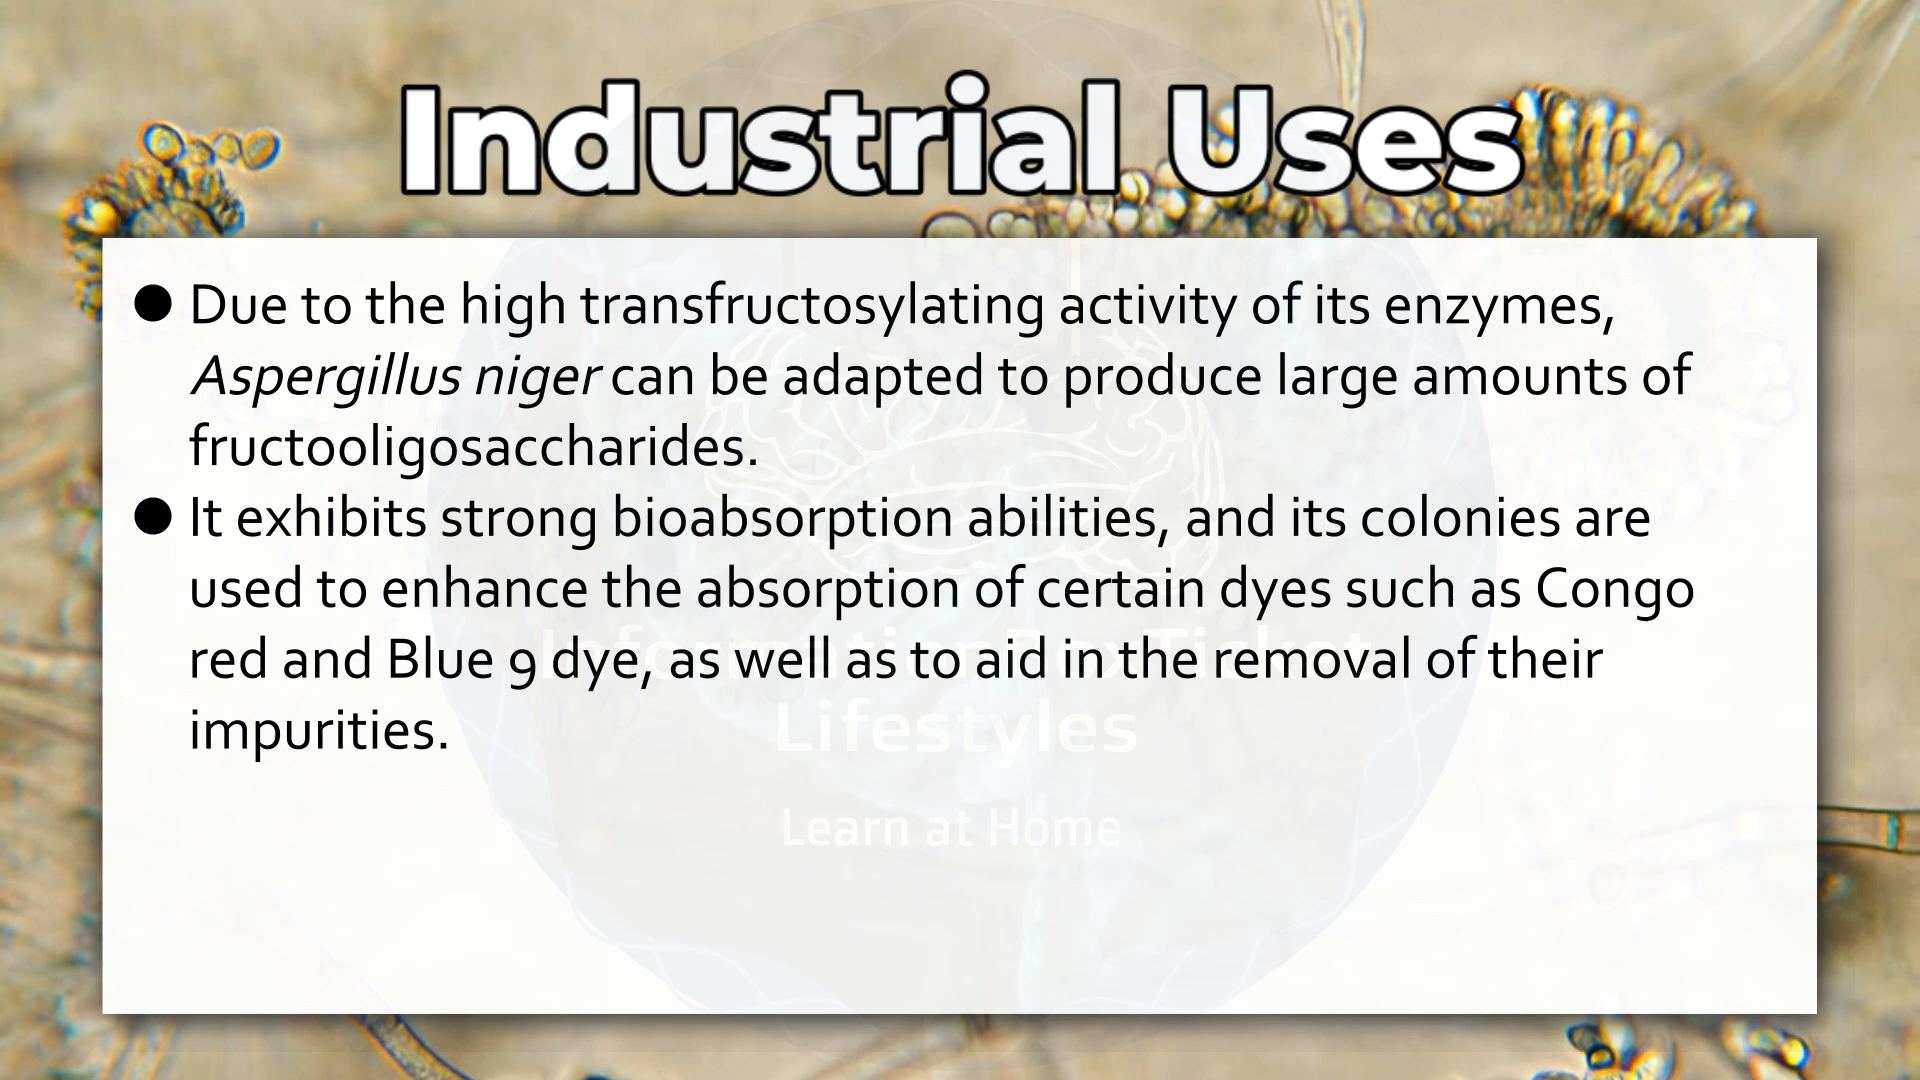 Industrial Uses
● Due to the high transfructosylating activity of its enzymes,
Aspergillus niger can be adapted to produce large amounts of
fructooligosaccharides.
● It exhibits strong bioabsorption abilities, and its colonies are
used to enhance the absorption of certain dyes such as Congo
red and Blue 9 dye, as well as to aid in the removal of their
impurities.
Lifestyles
Learn at Home